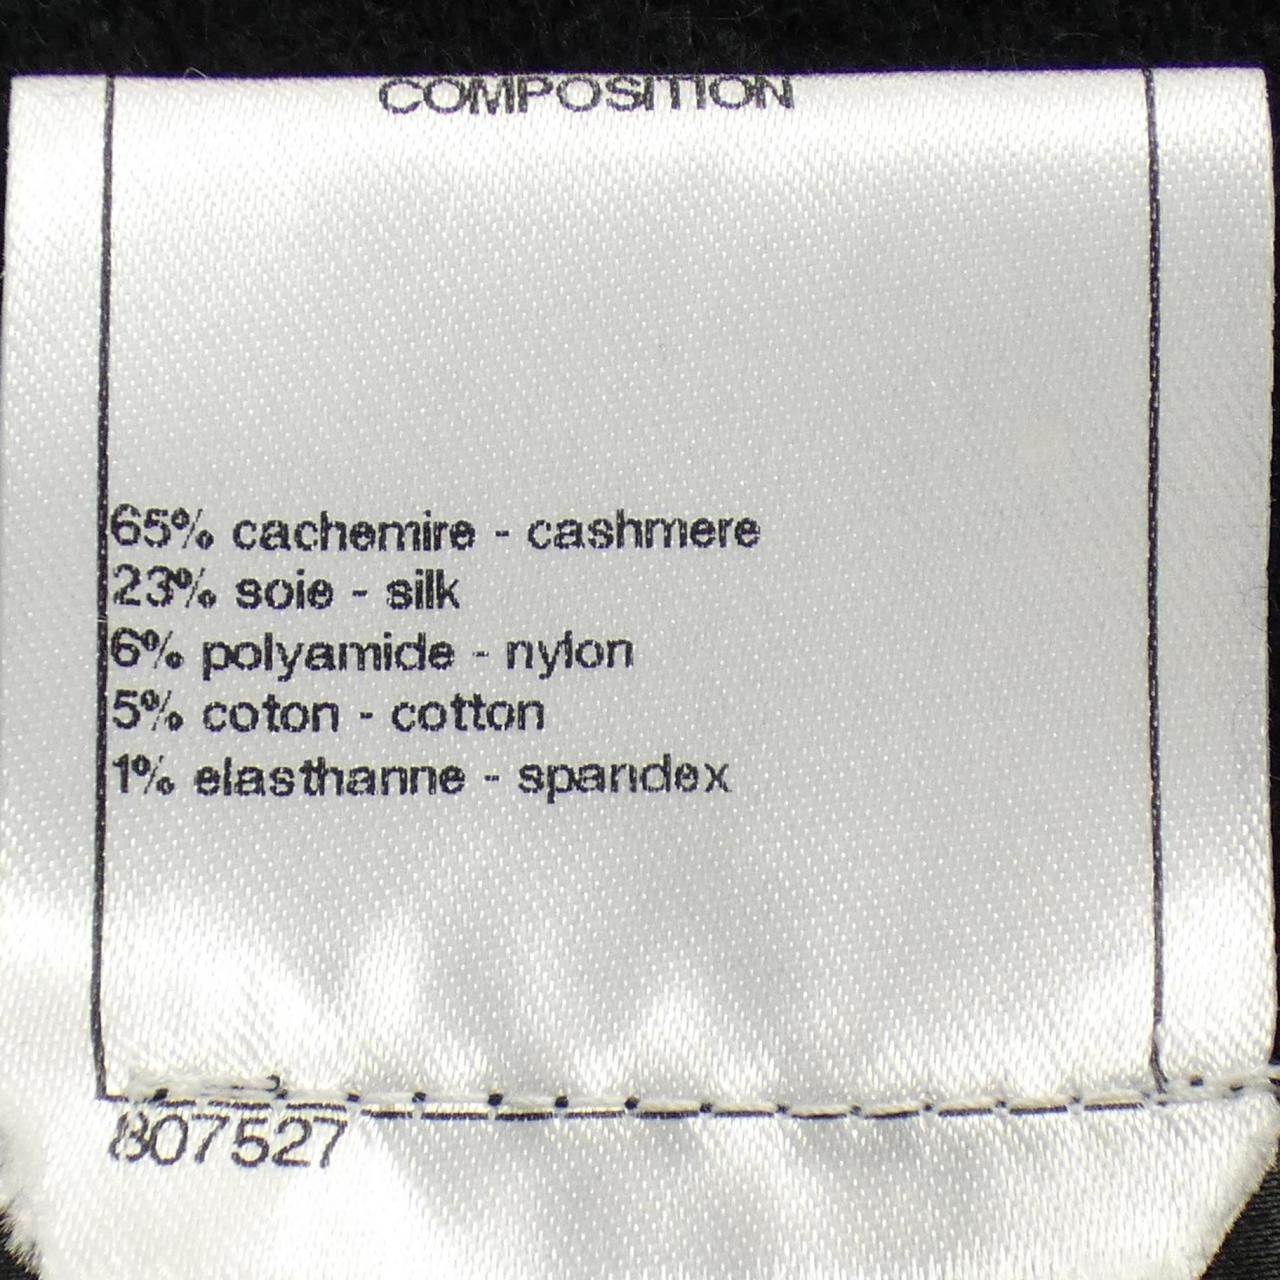 COMPOSITION
65% cachemire - cashmere
23% soie - silk
6% polyamide - nylon
5% coton - cotton
1% elasthanne - spandex
807527